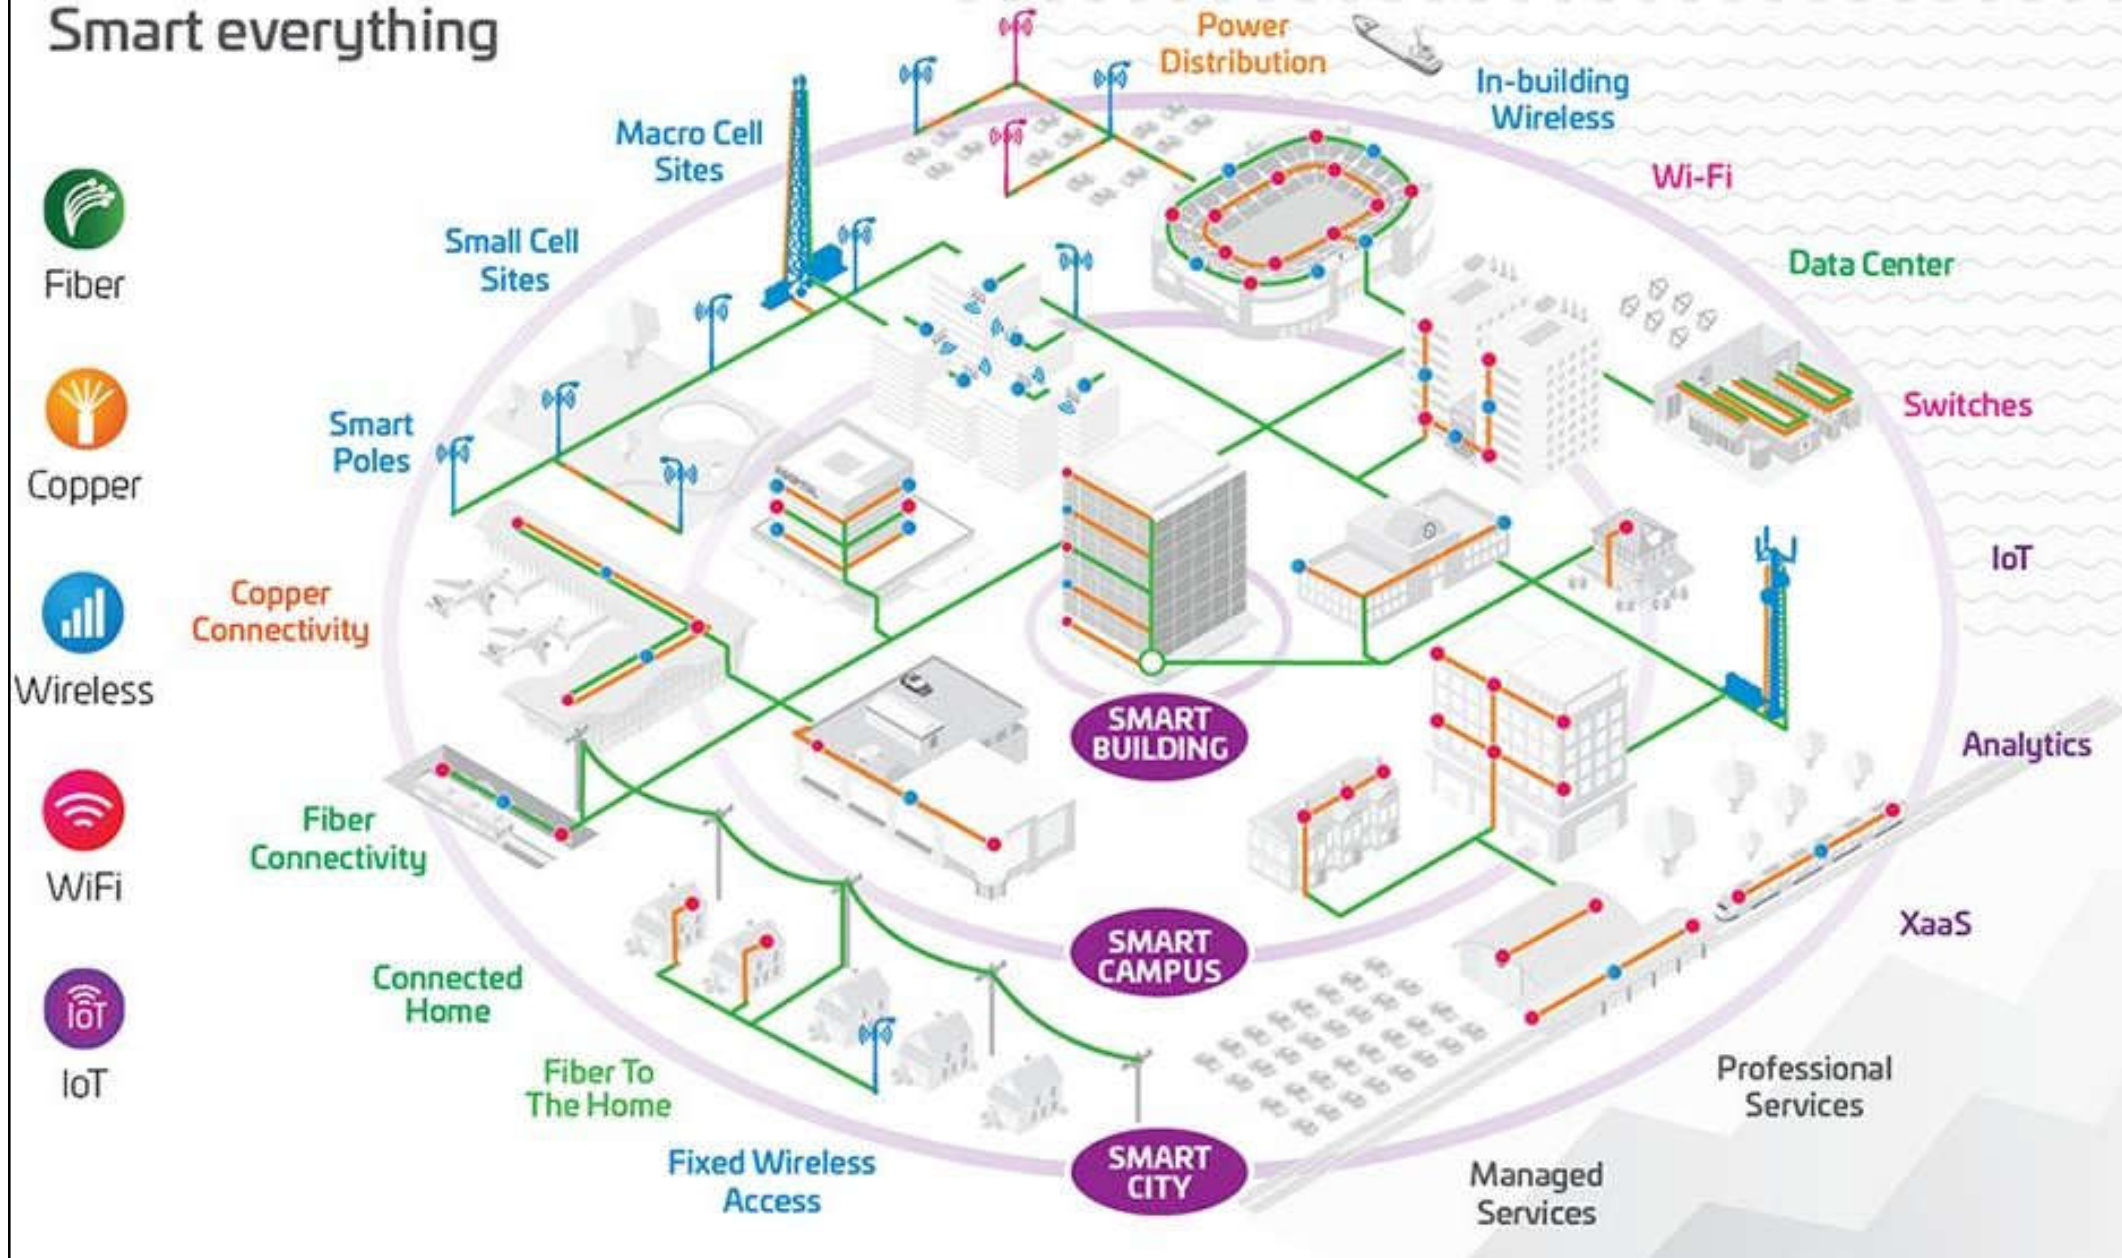 Smart everything
Fiber
Copper
Wireless
WiFi
IoT
IoT
Power
Distribution
In-building
Wireless
Macro Cell
Sites
Wi-Fi
Small Cell
Sites
Data Center
Smart
Poles
Switches
IoT
Copper
Connectivity
SMART
BUILDING
Analytics
Fiber
Connectivity
XaaS
SMART
CAMPUS
Connected
Home
Fiber To
The Home
Professional
Services
Fixed Wireless
Access
SMART
CITY
Managed
Services